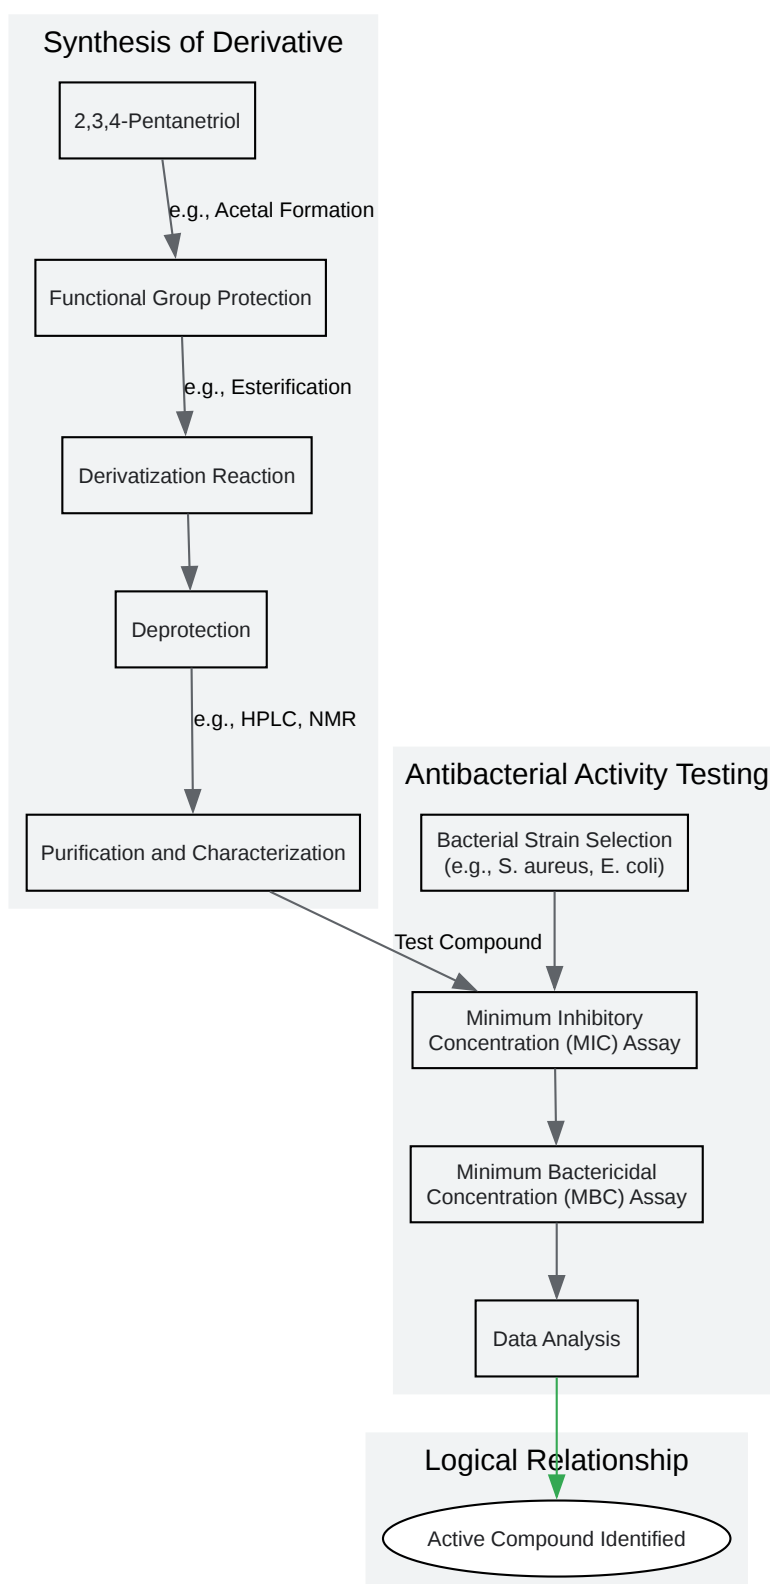 Synthesis of Derivative
2,3,4-Pentanetriol
e.g., Acetal Formation
Functional Group Protection
e.g., Esterification
Derivatization Reaction
Deprotection
e.g., HPLC, NMR
Purification and Characterization
Antibacterial Activity Testing
Bacterial Strain Selection
(e.g., S. aureus, E. coli)
Test Compound
Minimum Inhibitory
Concentration (MIC) Assay
Minimum Bactericidal
Concentration (MBC) Assay
Data Analysis
Logical Relationship
Active Compound Identified